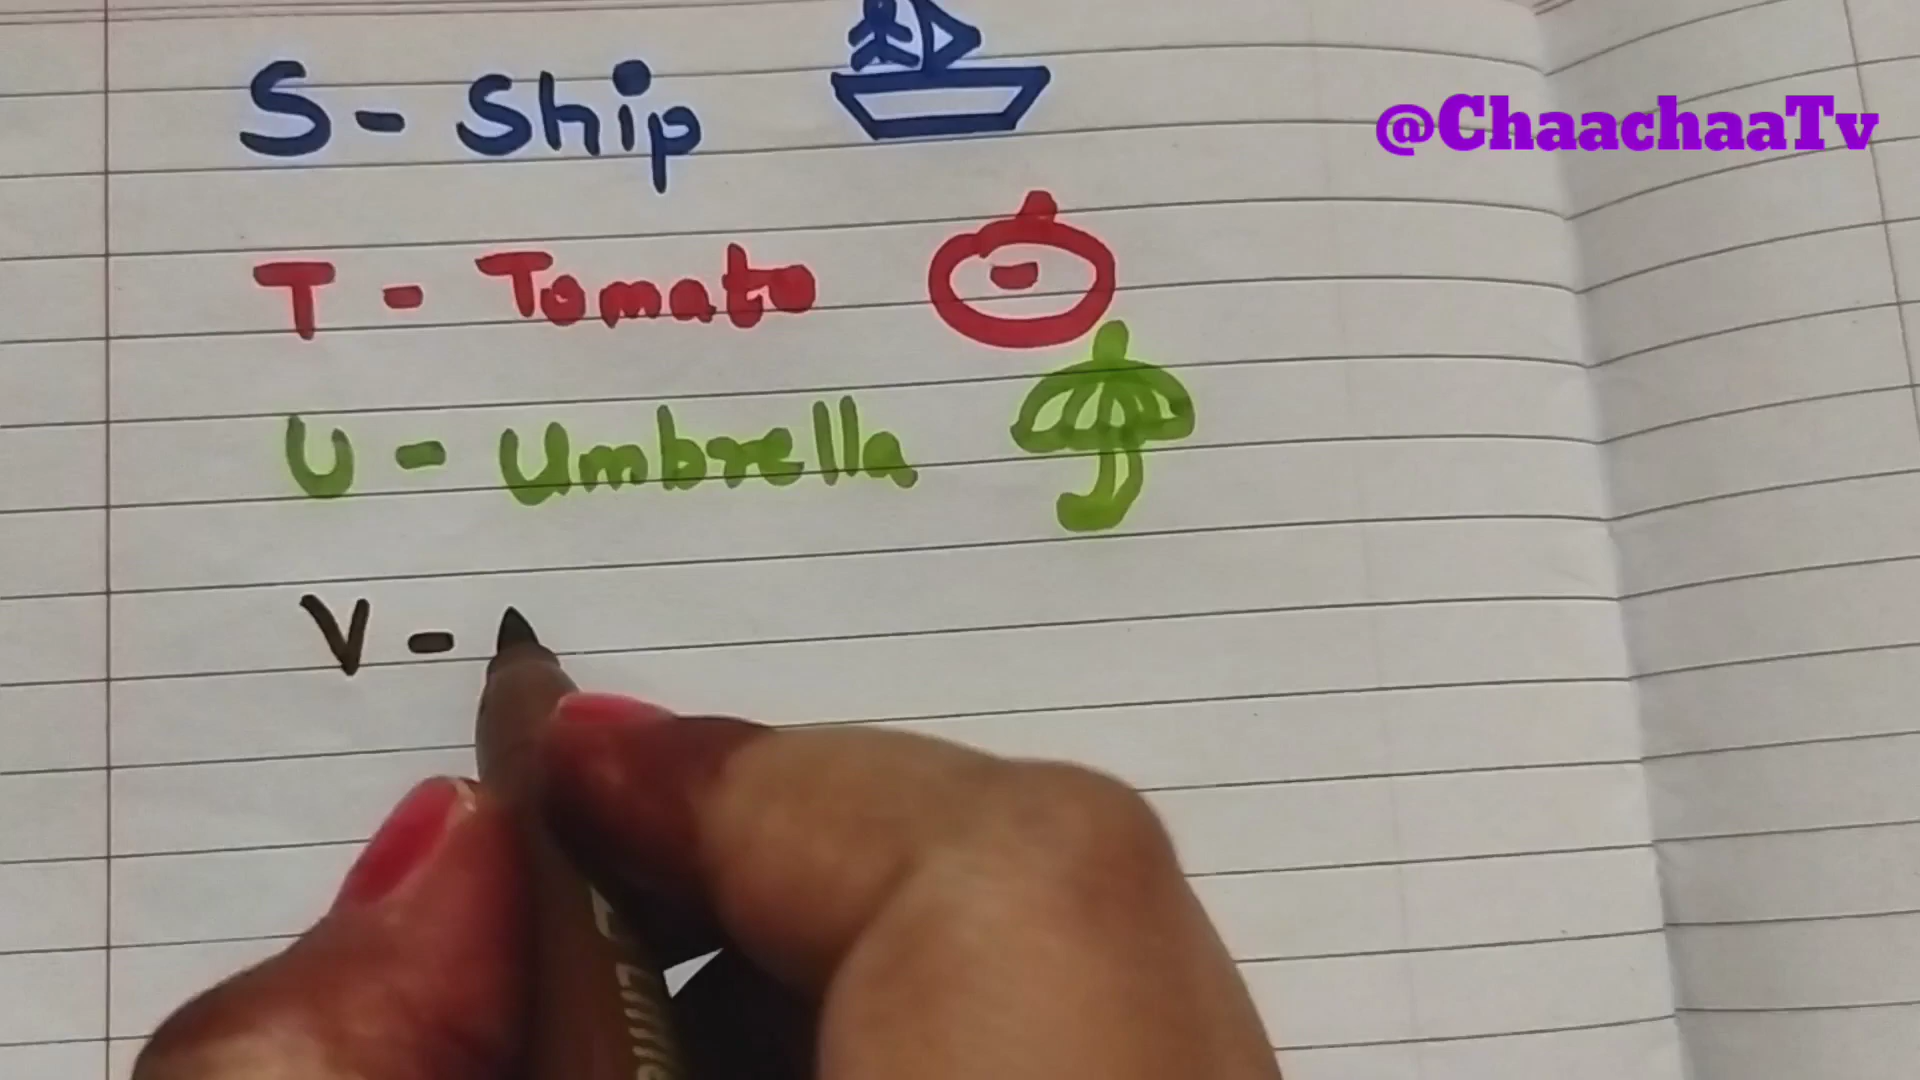 S - Ship
@ChaachaaTv
T - Tomato
U - Umbrella
V -